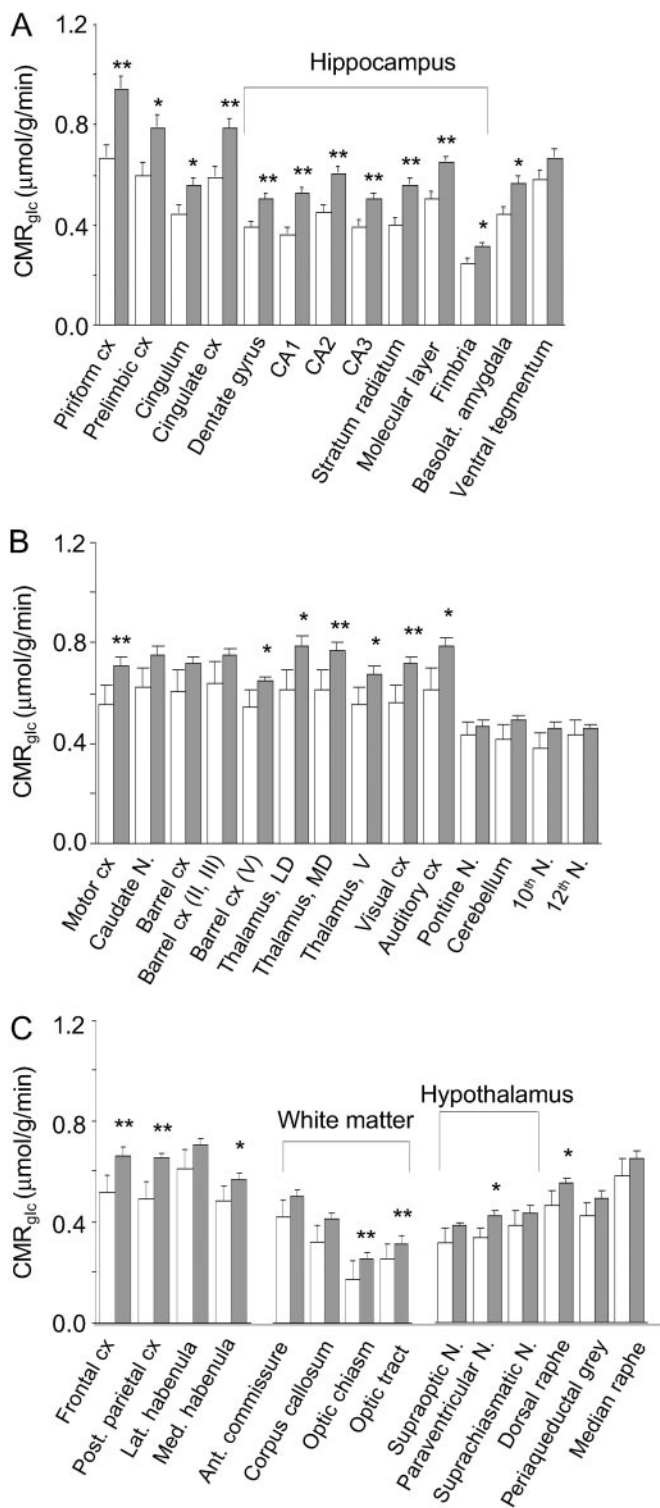 A
CMRglc (μmol/g/min)
1.2
0.8
0.4
0.0
Hippocampus
** * * ** ** ** ** ** ** ** * *
Piriform cx
Prelimbic cx
Cingulum
Cingulate cx
Dentate gyrus
CA1
CA2
CA3
Stratum radiatum
Molecular layer
Fimbria
Basolat. amygdala
Ventral tegmentum
B
CMRglc (μmol/g/min)
1.2
0.8
0.4
0.0
** * * ** * ** *
Motor cx
Caudate N.
Barrel cx
Barrel cx (II, III)
Barrel cx (V)
Thalamus, LD
Thalamus, MD
Thalamus, V
Visual cx
Auditory cx
Pontine N.
Cerebellum
10th N.
12th N.
C
CMRglc (μmol/g/min)
1.2
0.8
0.4
0.0
White matter
Hypothalamus
** ** * ** ** * *
Frontal cx
Post. parietal cx
Lat. habenula
Med. habenula
Ant. commissure
Corpus callosum
Optic chiasm
Optic tract
Supraoptic N.
Paraventricular N.
Suprachiasmatic N.
Dorsal raphe
Periaqueductal grey
Median raphe